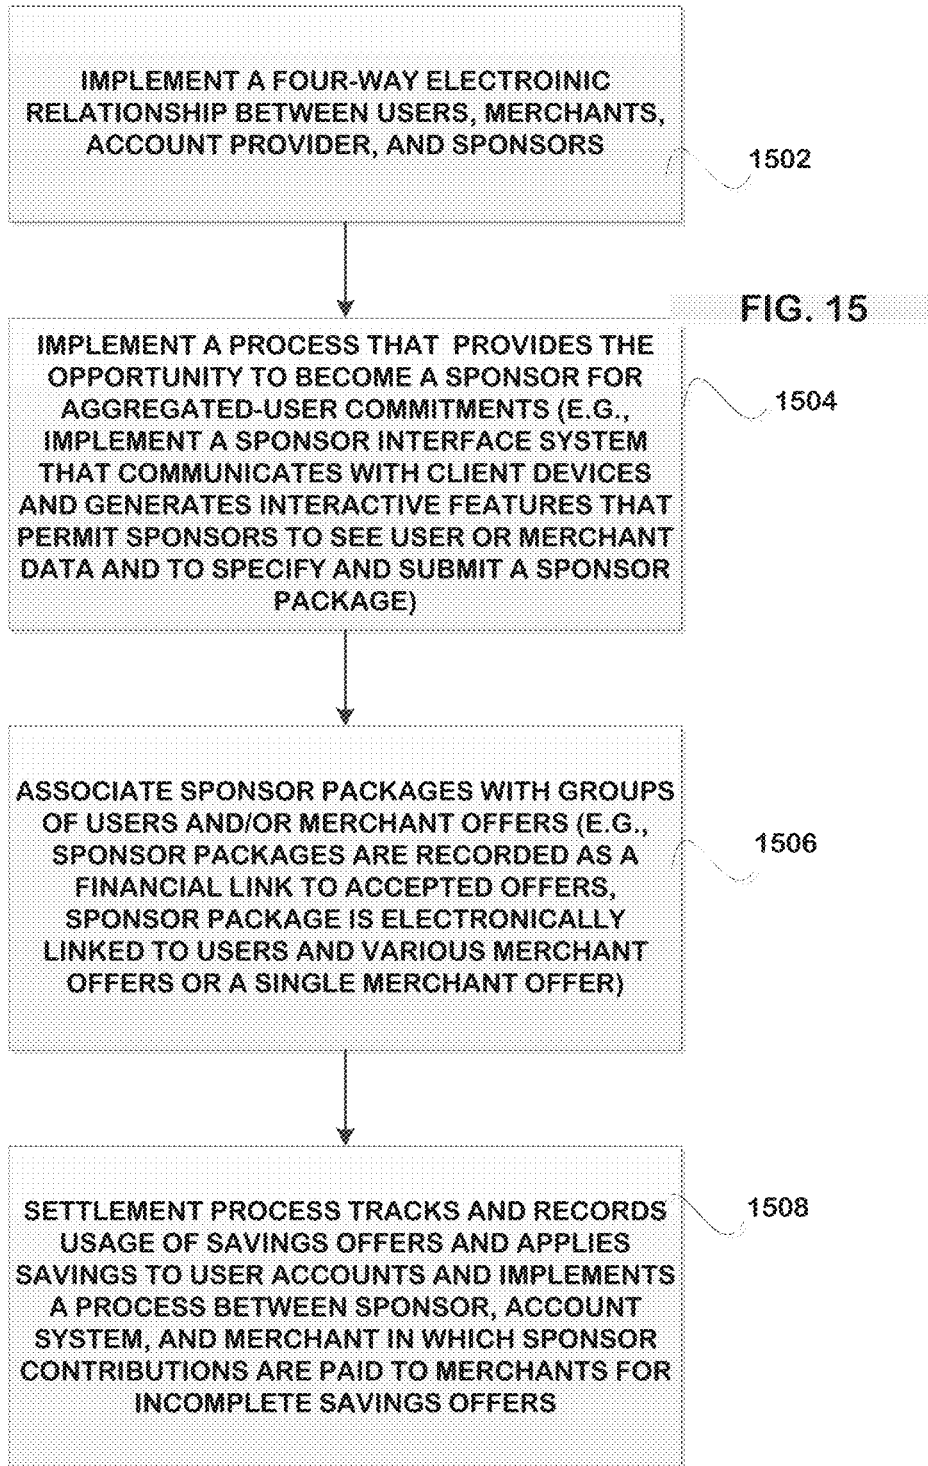 IMPLEMENT A FOUR-WAY ELECTROINIC
RELATIONSHIP BETWEEN USERS, MERCHANTS,
ACCOUNT PROVIDER, AND SPONSORS
1502
FIG. 15
IMPLEMENT A PROCESS THAT PROVIDES THE
OPPORTUNITY TO BECOME A SPONSOR FOR
AGGREGATED-USER COMMITMENTS (E.G.,
IMPLEMENT A SPONSOR INTERFACE SYSTEM
THAT COMMUNICATES WITH CLIENT DEVICES
AND GENERATES INTERACTIVE FEATURES THAT
PERMIT SPONSORS TO SEE USER OR MERCHANT
DATA AND TO SPECIFY AND SUBMIT A SPONSOR
PACKAGE)
1504
ASSOCIATE SPONSOR PACKAGES WITH GROUPS
OF USERS AND/OR MERCHANT OFFERS (E.G.,
SPONSOR PACKAGES ARE RECORDED AS A
FINANCIAL LINK TO ACCEPTED OFFERS,
SPONSOR PACKAGE IS ELECTRONICALLY
LINKED TO USERS AND VARIOUS MERCHANT
OFFERS OR A SINGLE MERCHANT OFFER)
1506
SETTLEMENT PROCESS TRACKS AND RECORDS
USAGE OF SAVINGS OFFERS AND APPLIES
SAVINGS TO USER ACCOUNTS AND IMPLEMENTS
A PROCESS BETWEEN SPONSOR, ACCOUNT
SYSTEM, AND MERCHANT IN WHICH SPONSOR
CONTRIBUTIONS ARE PAID TO MERCHANTS FOR
INCOMPLETE SAVINGS OFFERS
1508